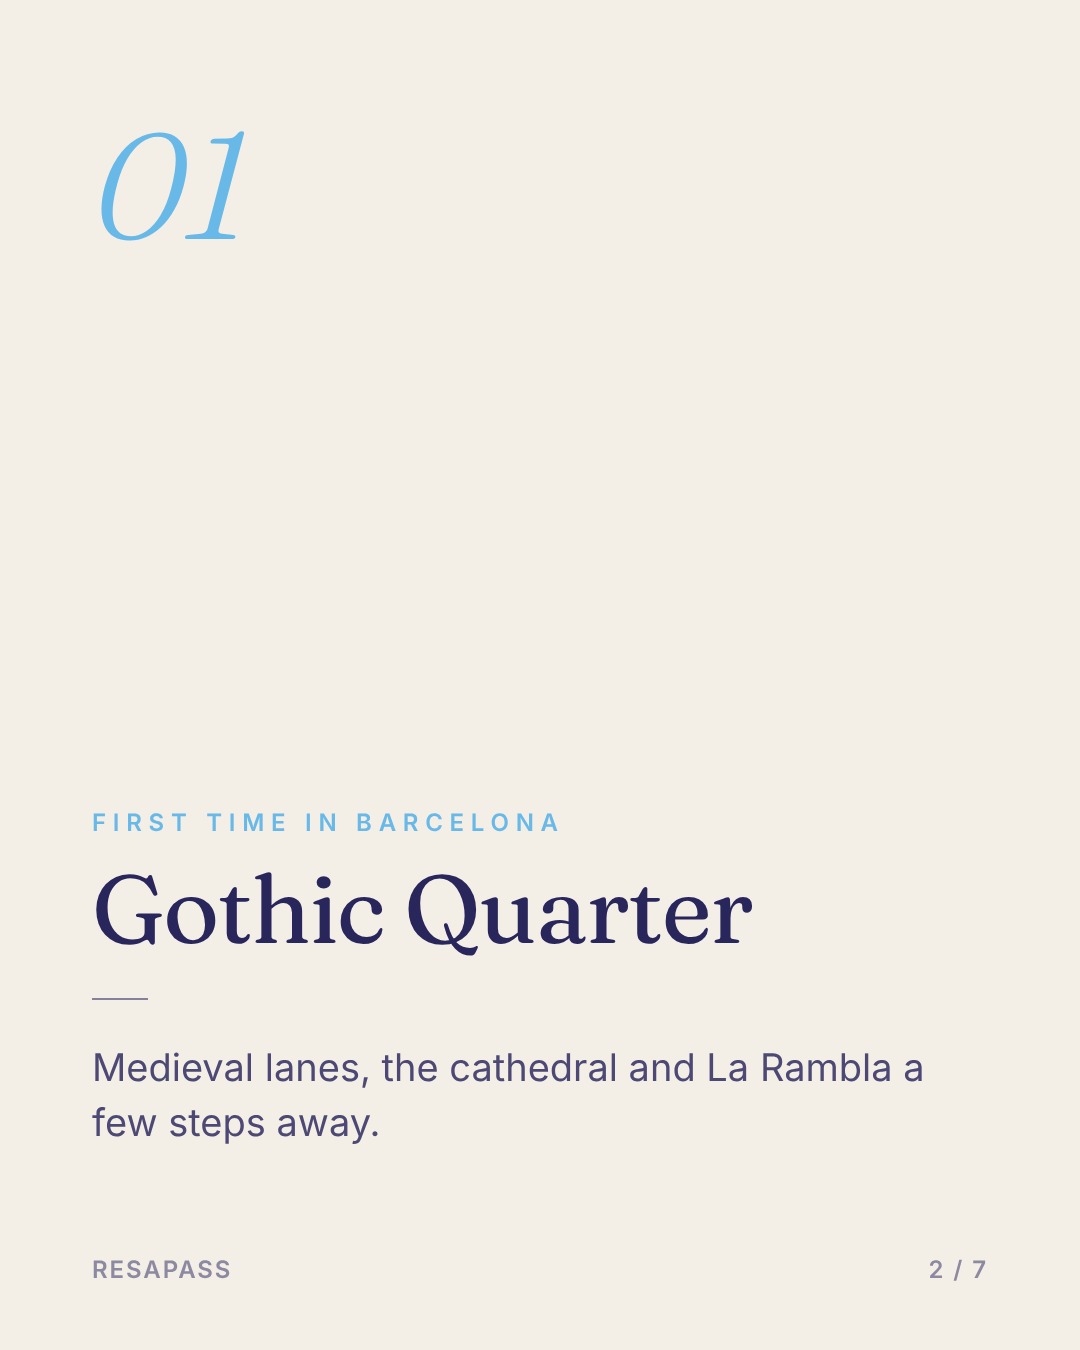 01
FIRST TIME IN BARCELONA
Gothic Quarter
Medieval lanes, the cathedral and La Rambla a
few steps away.
RESAPASS
2 / 7